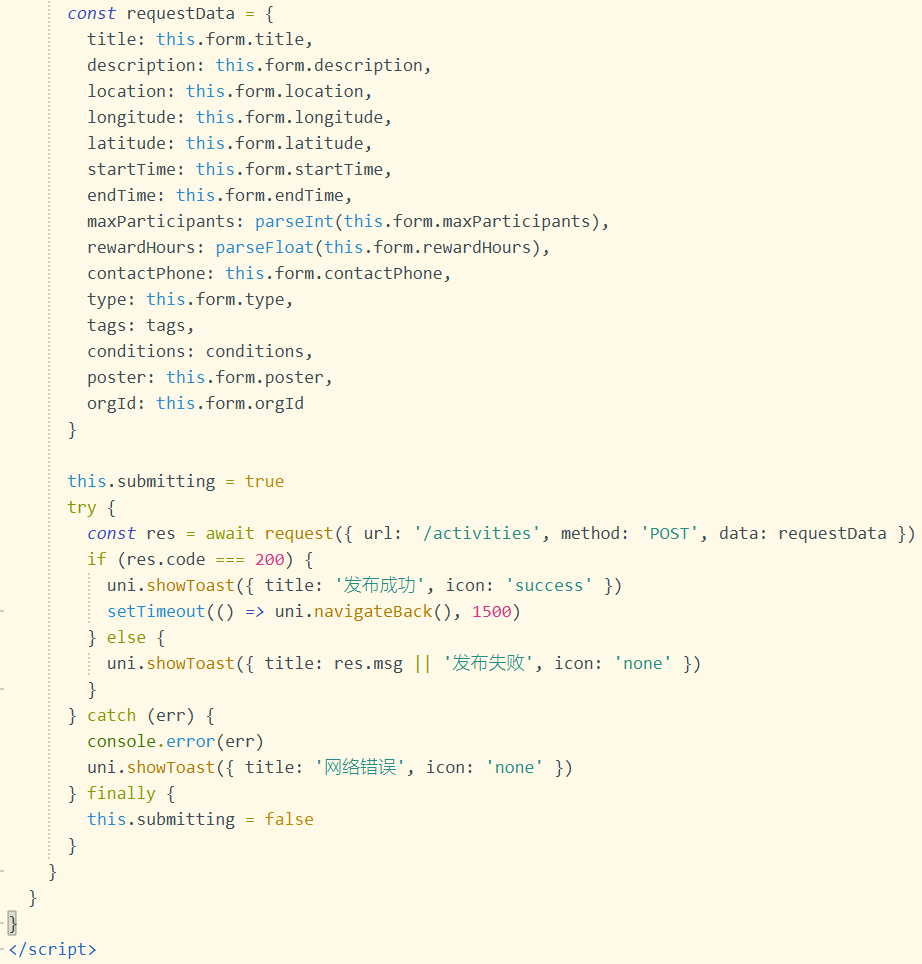 const requestData = {
title: this.form.title,
description: this.form.description,
location: this.form.location,
longitude: this.form.longitude,
latitude: this.form.latitude,
startTime: this.form.startTime,
endTime: this.form.endTime,
maxParticipants: parseInt(this.form.maxParticipants),
rewardHours: parseFloat(this.form.rewardHours),
contactPhone: this.form.contactPhone,
type: this.form.type,
tags: tags,
conditions: conditions,
poster: this.form.poster,
orgId: this.form.orgId
}
this.submitting = true
try {
const res = await request({ url: '/activities', method: 'POST', data: requestData })
if (res.code === 200) {
uni.showToast({ title: '发布成功', icon: 'success' })
setTimeout(() => uni.navigateBack(), 1500)
} else {
uni.showToast({ title: res.msg || '发布失败', icon: 'none' })
}
} catch (err) {
console.error(err)
uni.showToast({ title: '网络错误', icon: 'none' })
} finally {
this.submitting = false
}
}
}
}
</script>